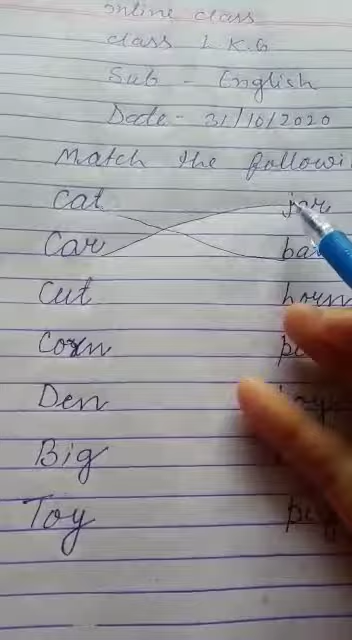 online class
class L.K.G
Sub - English
Date - 31/10/2020
Match the followi
Cat jar
Car ba
Cut horn
Corn
Den
Big
Toy